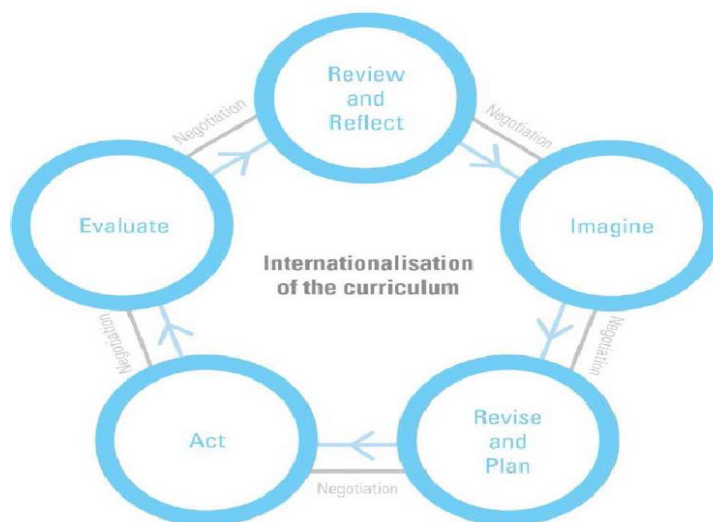 Review
and
Reflect
Negotiation
Negotiation
Evaluate
Imagine
Internationalisation
of the curriculum
Negotiation
Negotiation
Act
Revise
and
Plan
Negotiation